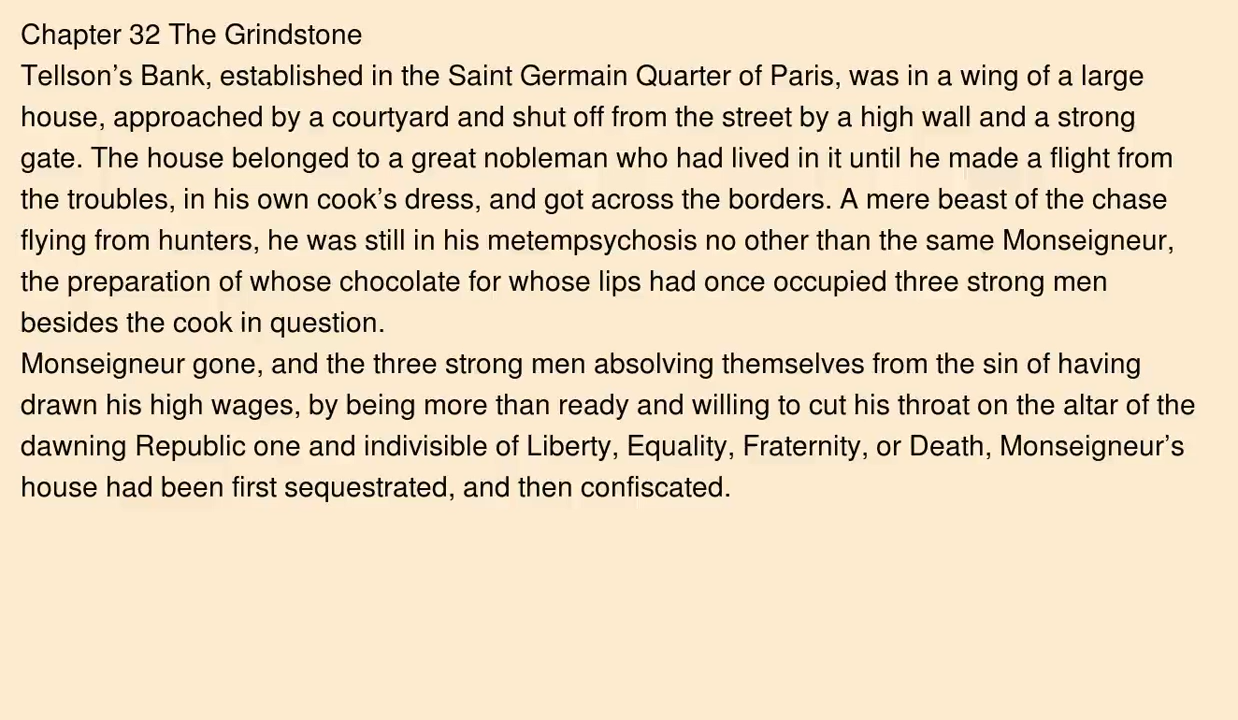 Chapter 32 The Grindstone
Tellson’s Bank, established in the Saint Germain Quarter of Paris, was in a wing of a large
house, approached by a courtyard and shut off from the street by a high wall and a strong
gate. The house belonged to a great nobleman who had lived in it until he made a flight from
the troubles, in his own cook’s dress, and got across the borders. A mere beast of the chase
flying from hunters, he was still in his metempsychosis no other than the same Monseigneur,
the preparation of whose chocolate for whose lips had once occupied three strong men
besides the cook in question.
Monseigneur gone, and the three strong men absolving themselves from the sin of having
drawn his high wages, by being more than ready and willing to cut his throat on the altar of the
dawning Republic one and indivisible of Liberty, Equality, Fraternity, or Death, Monseigneur’s
house had been first sequestrated, and then confiscated.